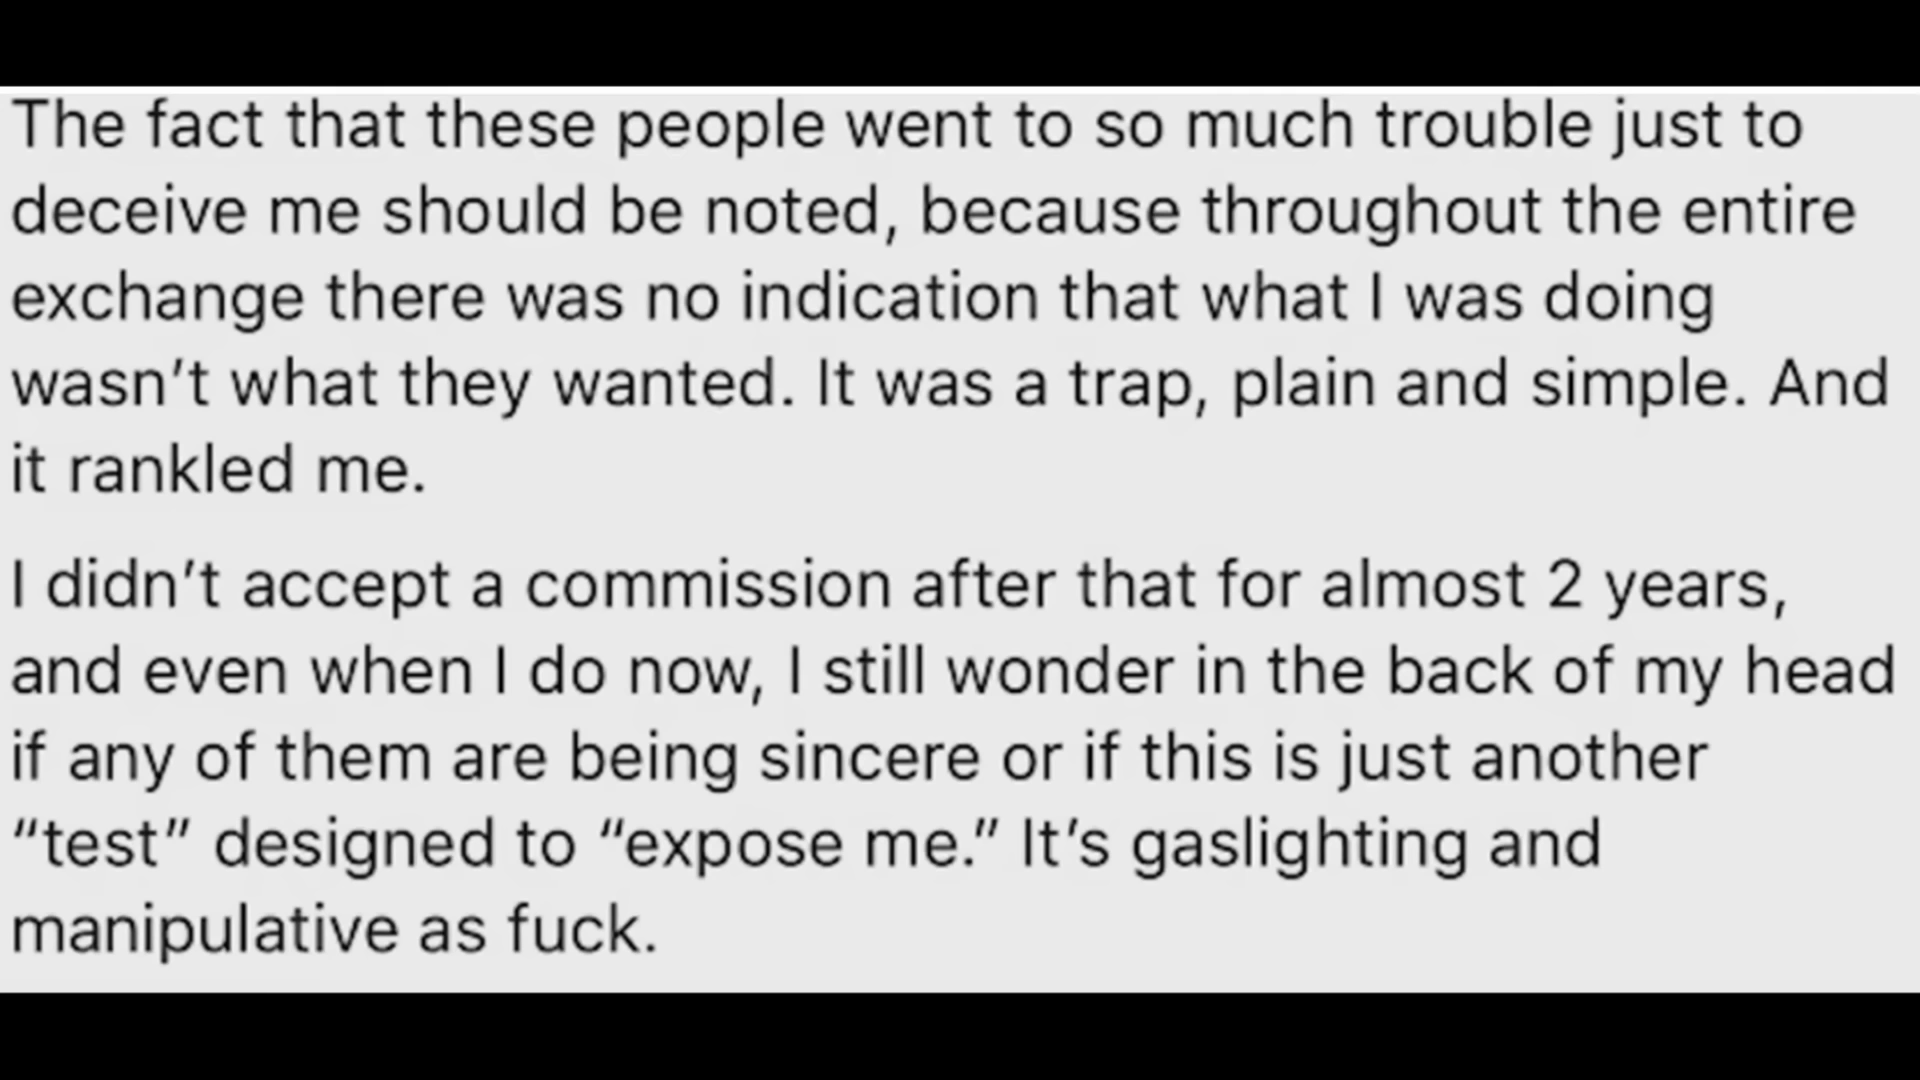 The fact that these people went to so much trouble just to
deceive me should be noted, because throughout the entire
exchange there was no indication that what I was doing
wasn’t what they wanted. It was a trap, plain and simple. And
it rankled me.
I didn’t accept a commission after that for almost 2 years,
and even when I do now, I still wonder in the back of my head
if any of them are being sincere or if this is just another
“test” designed to “expose me.” It’s gaslighting and
manipulative as fuck.